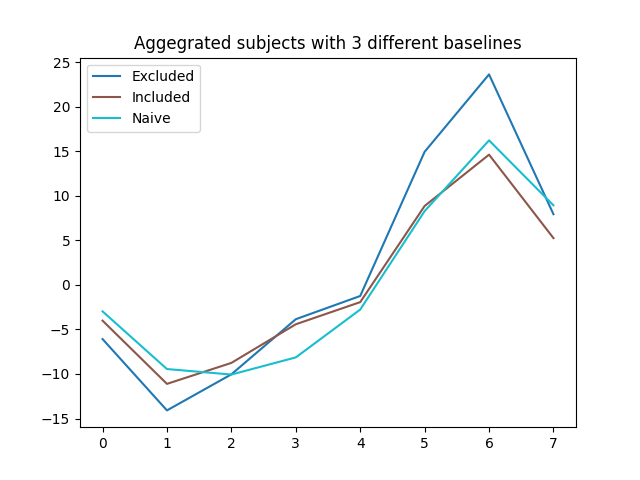 Aggegrated subjects with 3 different baselines
25
20
15
10
5
0
−5
−10
−15
Excluded
Included
Naive
0 1 2 3 4 5 6 7